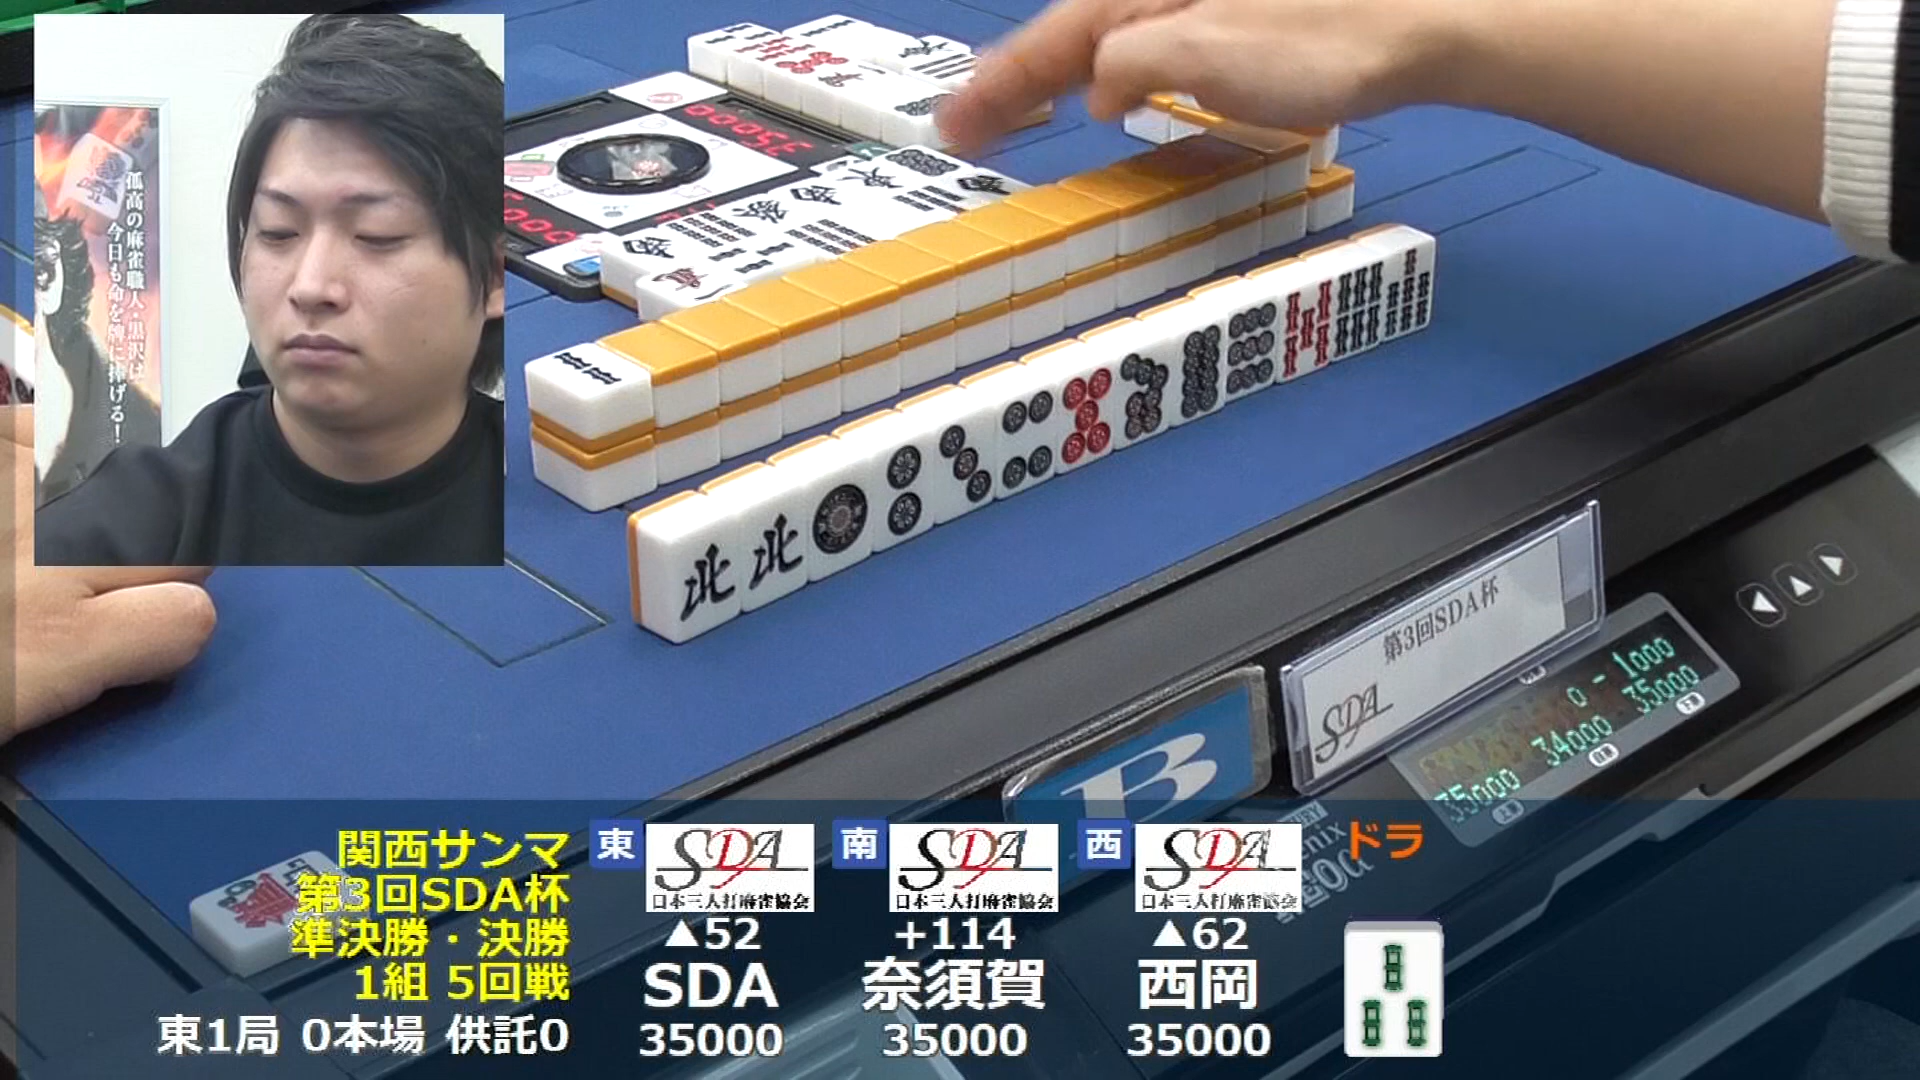 孤高の麻雀職人・黒沢は
今日も命を牌に捧げる!
35000
北
北
第3回SDA杯
SDA
0 - 1000
35000
34000
35000
B
関西サンマ
第3回SDA杯
準決勝・決勝
1組 5回戦
東1局 0本場 供託0
東
SDA
日本三人打麻雀協会
▲52
SDA
35000
南
SDA
日本三人打麻雀協会
+114
奈須賀
35000
西
SDA
日本三人打麻雀協会
▲62
西岡
35000
ドラ